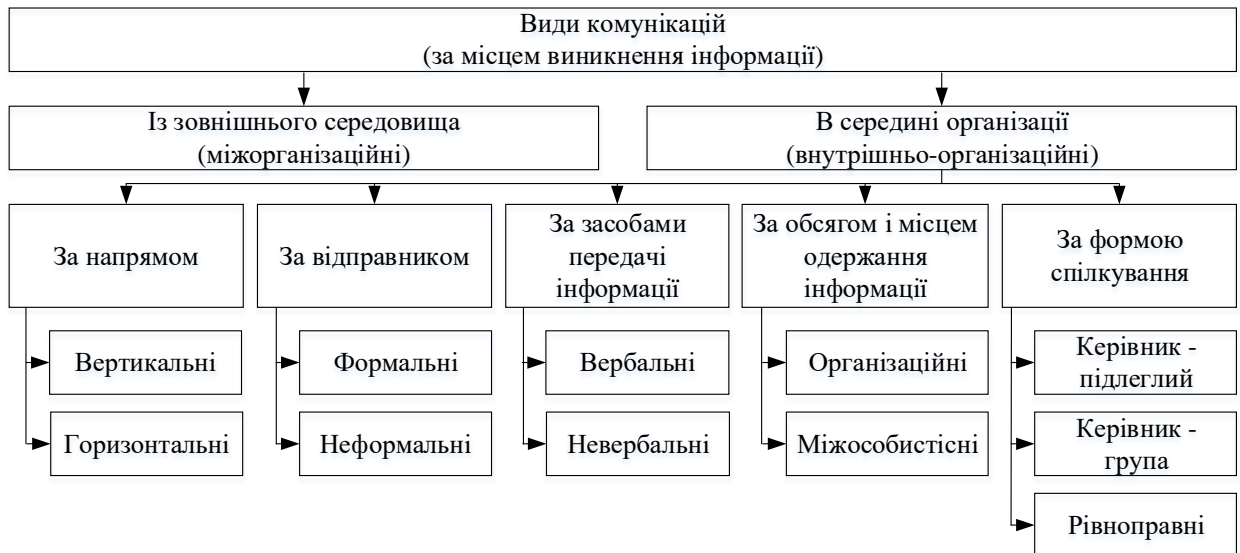 Види комунікацій
(за місцем виникнення інформації)
Із зовнішнього середовища
(міжорганізаційні)
В середині організації
(внутрішньо-організаційні)
За напрямом
За відправником
За засобами
передачі
інформації
За обсягом і місцем
одержання
інформації
За формою
спілкування
Вертикальні
Формальні
Вербальні
Організаційні
Керівник -
підлеглий
Горизонтальні
Неформальні
Невербальні
Міжособистісні
Керівник -
група
Рівноправні